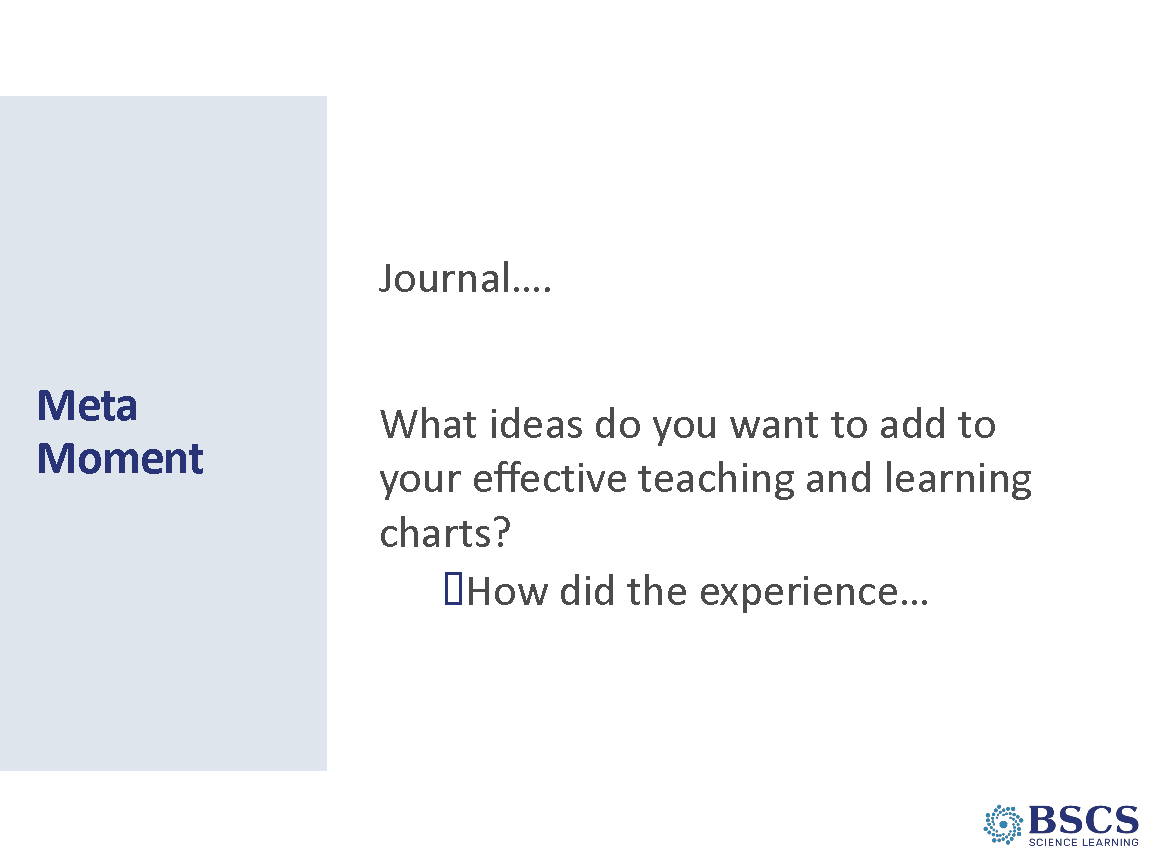 Meta
Moment
Journal….
What ideas do you want to add to
your effective teaching and learning
charts?
How did the experience…
BSCS
SCIENCE LEARNING